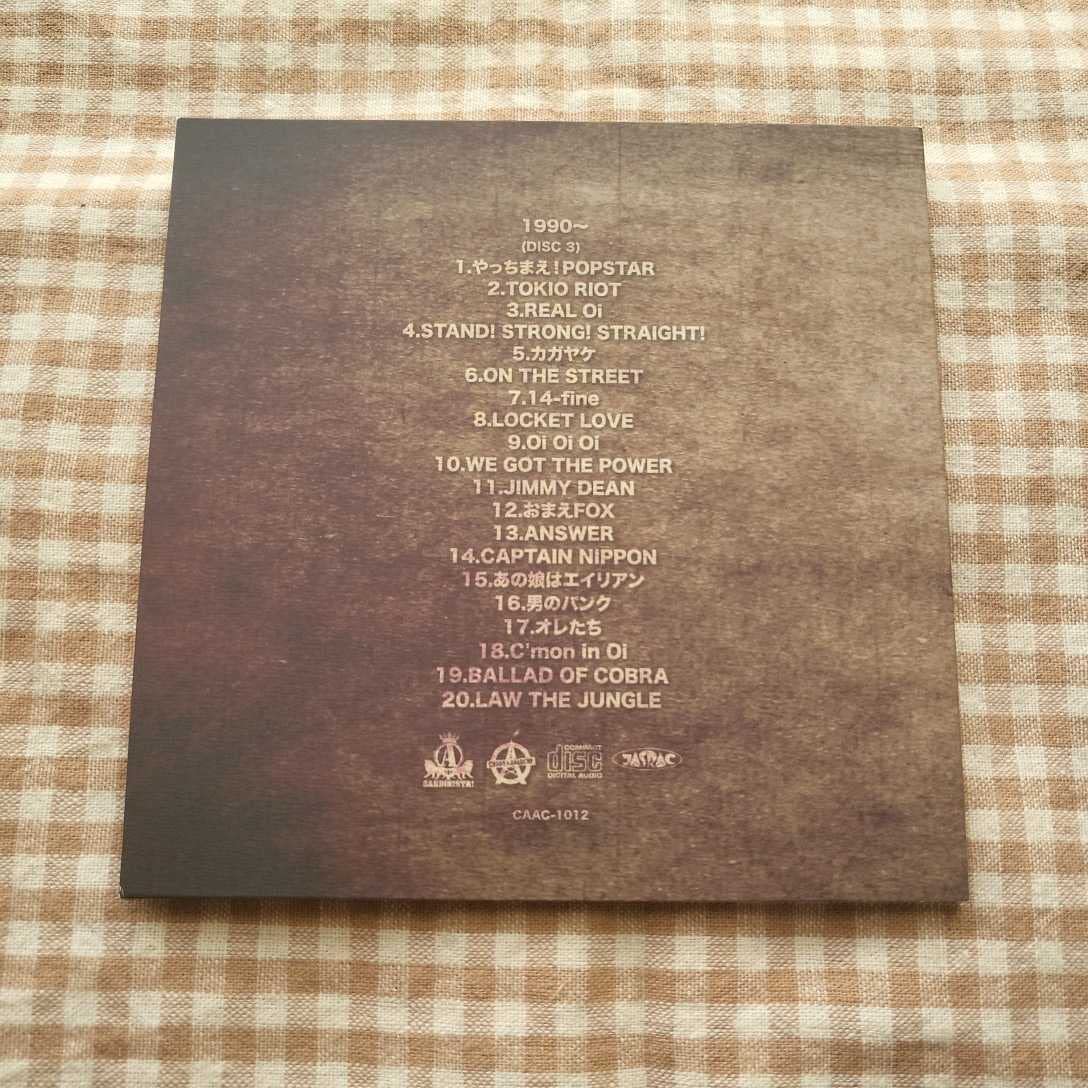 1990～
(DISC 3)
1.やっちまえ！POPSTAR
2.TOKIO RIOT
3.REAL Oi
4.STAND! STRONG! STRAIGHT!
5.カガヤケ
6.ON THE STREET
7.14-fine
8.LOCKET LOVE
9.Oi Oi Oi
10.WE GOT THE POWER
11.JIMMY DEAN
12.おまえFOX
13.ANSWER
14.CAPTAIN NiPPON
15.あの娘はエイリアン
16.男のパンク
17.オレたち
18.C'mon in Oi
19.BALLAD OF COBRA
20.LAW THE JUNGLE
A
SANDINISTA!
COMPACT
disc
DIGITAL AUDIO
JASRAC
CAAC-1012